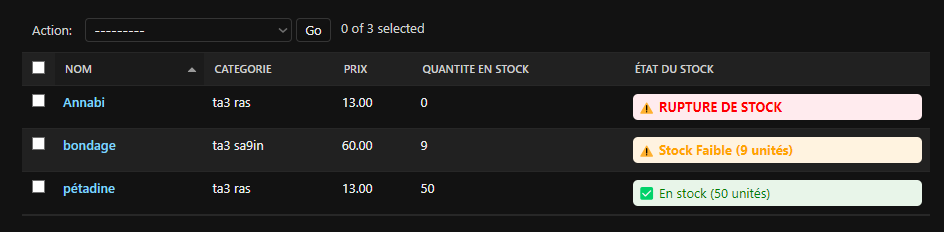 Action: --------- Go 0 of 3 selected
NOM CATEGORIE PRIX QUANTITE EN STOCK ÉTAT DU STOCK
Annabi ta3 ras 13.00 0 ⚠️ RUPTURE DE STOCK
bondage ta3 sa9in 60.00 9 ⚠️ Stock Faible (9 unités)
pétadine ta3 ras 13.00 50 ✅ En stock (50 unités)